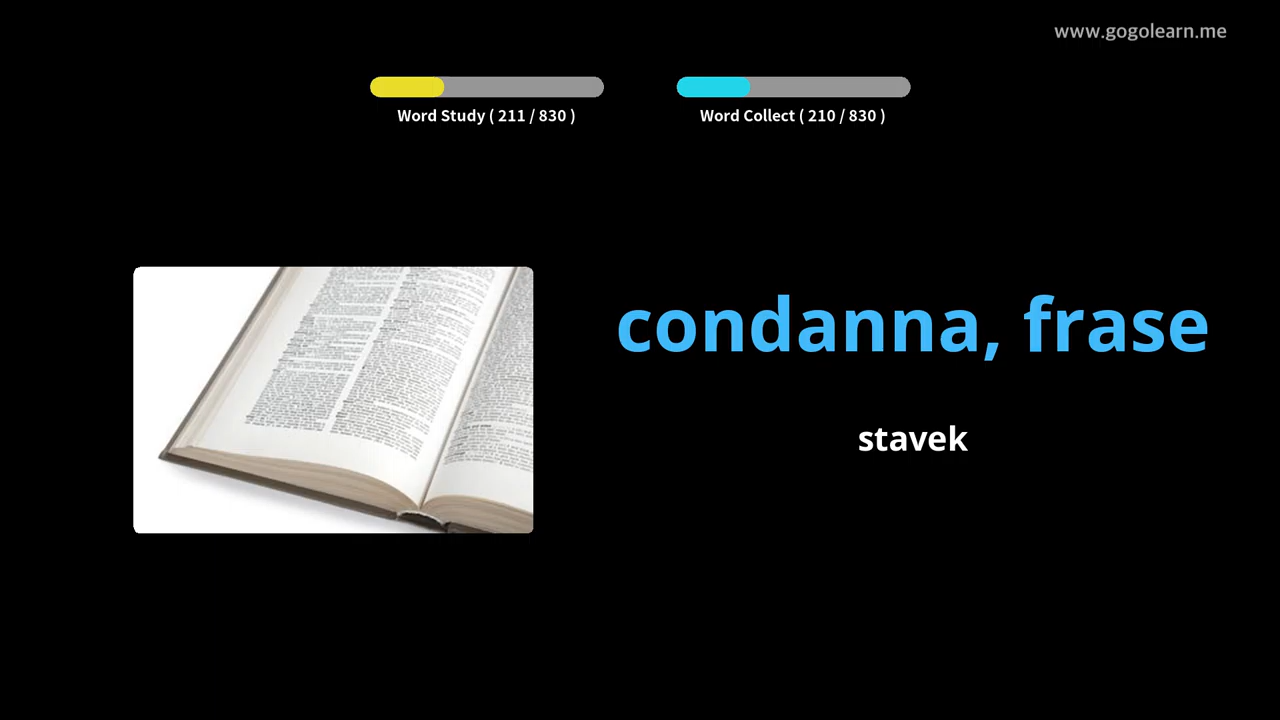 www.gogolearn.me
Word Study ( 211 / 830 )
Word Collect ( 210 / 830 )
condanna, frase
stavek